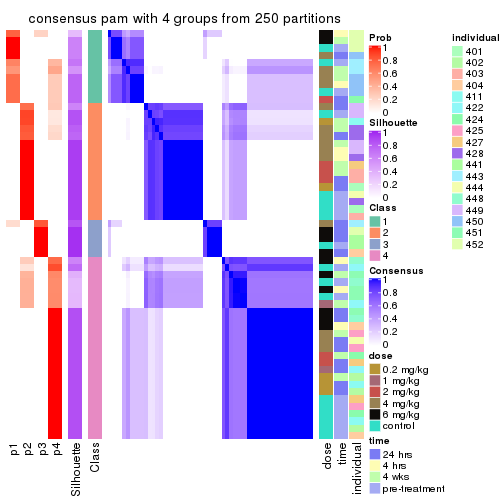 consensus pam with 4 groups from 250 partitions
p1
p2
p3
p4
Silhouette
Class
dose
time
individual
Prob
1
0.8
0.6
0.4
0.2
0
Silhouette
1
0.8
0.6
0.4
0.2
0
Class
1
2
3
4
Consensus
1
0.8
0.6
0.4
0.2
0
dose
0.2 mg/kg
1 mg/kg
2 mg/kg
4 mg/kg
6 mg/kg
control
time
24 hrs
4 hrs
4 wks
pre-treatment
individual
401
402
403
404
411
422
424
425
427
428
441
443
444
448
449
450
451
452